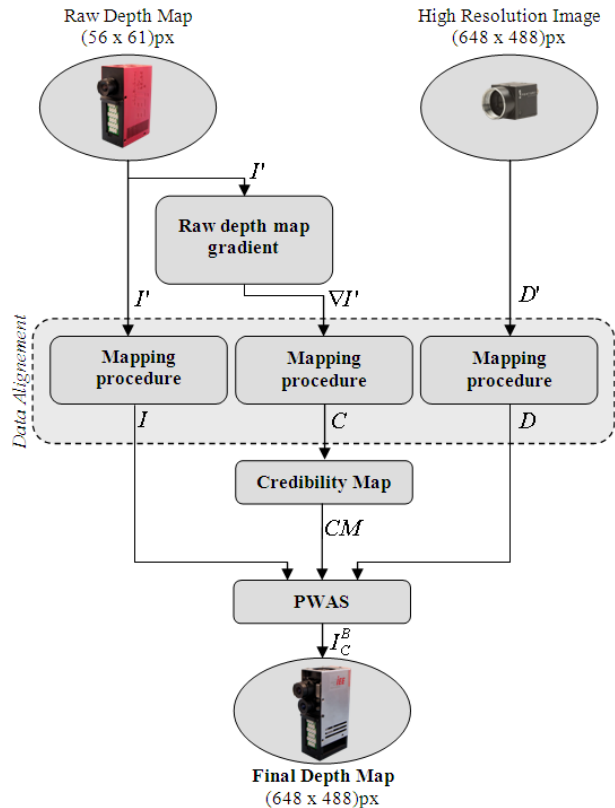 Raw Depth Map
(56 x 61)px
High Resolution Image
(648 x 488)px
I'
Raw depth map
gradient
I'
∇I'
D'
Data Alignement
Mapping
procedure
Mapping
procedure
Mapping
procedure
I
C
D
Credibility Map
CM
PWAS
I_C^B
Final Depth Map
(648 x 488)px